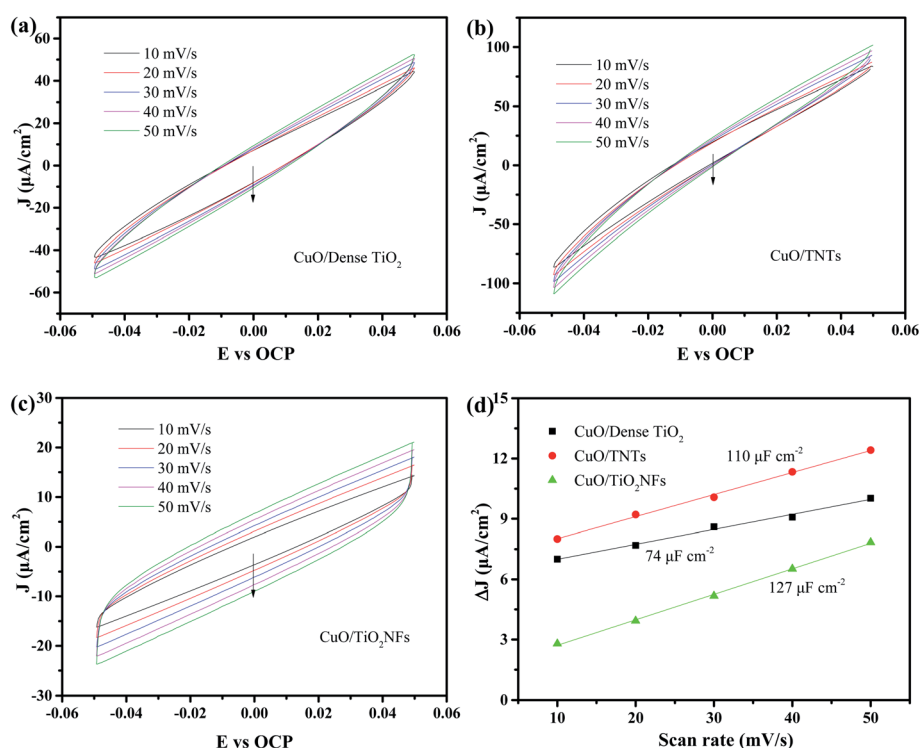 (a)
60
40
20
0
-20
-40
-60
J (µA/cm²)
10 mV/s
20 mV/s
30 mV/s
40 mV/s
50 mV/s
CuO/Dense TiO₂
-0.06 -0.04 -0.02 0.00 0.02 0.04 0.06
E vs OCP
(b)
100
50
0
-50
-100
J (µA/cm²)
10 mV/s
20 mV/s
30 mV/s
40 mV/s
50 mV/s
CuO/TNTs
-0.06 -0.04 -0.02 0.00 0.02 0.04 0.06
E vs OCP
(c)
30
20
10
0
-10
-20
-30
J (µA/cm²)
10 mV/s
20 mV/s
30 mV/s
40 mV/s
50 mV/s
CuO/TiO₂NFs
-0.06 -0.04 -0.02 0.00 0.02 0.04 0.06
E vs OCP
(d)
15
12
9
6
3
0
ΔJ (µA/cm²)
CuO/Dense TiO₂
CuO/TNTs
CuO/TiO₂NFs
110 µF cm⁻²
74 µF cm⁻²
127 µF cm⁻²
10 20 30 40 50
Scan rate (mV/s)